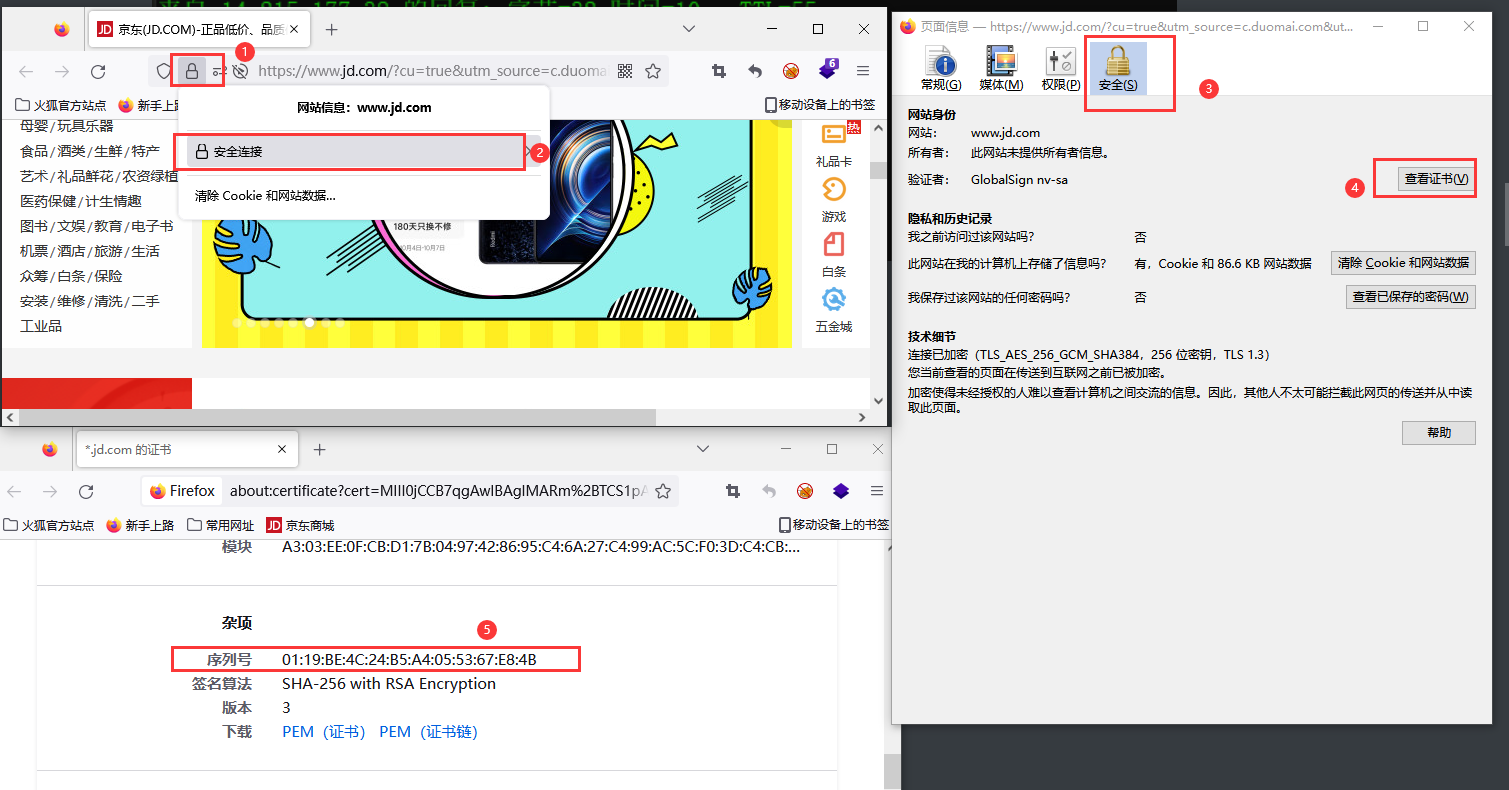 京东(JD.COM)-正品低价、品质
1
https://www.jd.com/?cu=true&utm_source=c.duomai
6
火狐官方站点
新手上路
移动设备上的书签
网站信息：www.jd.com
安全连接
2
清除 Cookie 和网站数据...
母婴/玩具乐器
食品/酒类/生鲜/特产
艺术/礼品鲜花/农资绿植
医药保健/计生情趣
图书/文娱/教育/电子书
机票/酒店/旅游/生活
众筹/白条/保险
安装/维修/清洗/二手
工业品
180天只换不修
10月4日-10月7日
Redmi
热
礼品卡
游戏
白条
五金城
*.jd.com 的证书
Firefox
about:certificate?cert=MIII0jCCB7qgAwIBAgIMARm%2BTCS1pA
火狐官方站点
新手上路
常用网址
JD 京东商城
移动设备上的书签
模块 A3:03:EE:0F:CB:D1:7B:04:97:42:86:95:C4:6A:27:C4:99:AC:5C:F0:3D:C4:CB:...
杂项
5
序列号 01:19:BE:4C:24:B5:A4:05:53:67:E8:4B
签名算法 SHA-256 with RSA Encryption
版本 3
下载 PEM（证书） PEM（证书链）
页面信息 — https://www.jd.com/?cu=true&utm_source=c.duomai.com&ut...
常规(G) 媒体(M) 权限(P) 安全(S)
3
网站身份
网站： www.jd.com
所有者： 此网站未提供所有者信息。
验证者： GlobalSign nv-sa
4
查看证书(V)
隐私和历史记录
我之前访问过该网站吗？ 否
此网站在我的计算机上存储了信息吗？ 有，Cookie 和 86.6 KB 网站数据 清除 Cookie 和网站数据
我保存过该网站的任何密码吗？ 否 查看已保存的密码(W)
技术细节
连接已加密（TLS_AES_256_GCM_SHA384，256 位密钥，TLS 1.3）
您当前查看的页面在传送到互联网之前已被加密。
加密使得未经授权的人难以查看计算机之间交流的信息。因此，其他人不太可能拦截此网页的传送并从中读
取此页面。
帮助